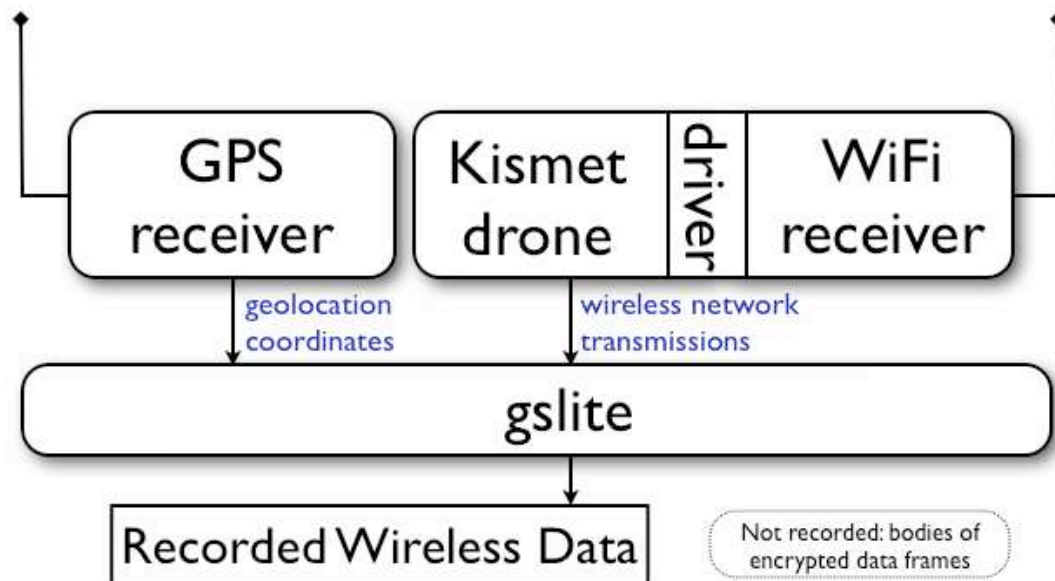 GPS
receiver
Kismet
drone
driver
WiFi
receiver
geolocation
coordinates
wireless network
transmissions
gslite
Recorded Wireless Data
Not recorded: bodies of
encrypted data frames